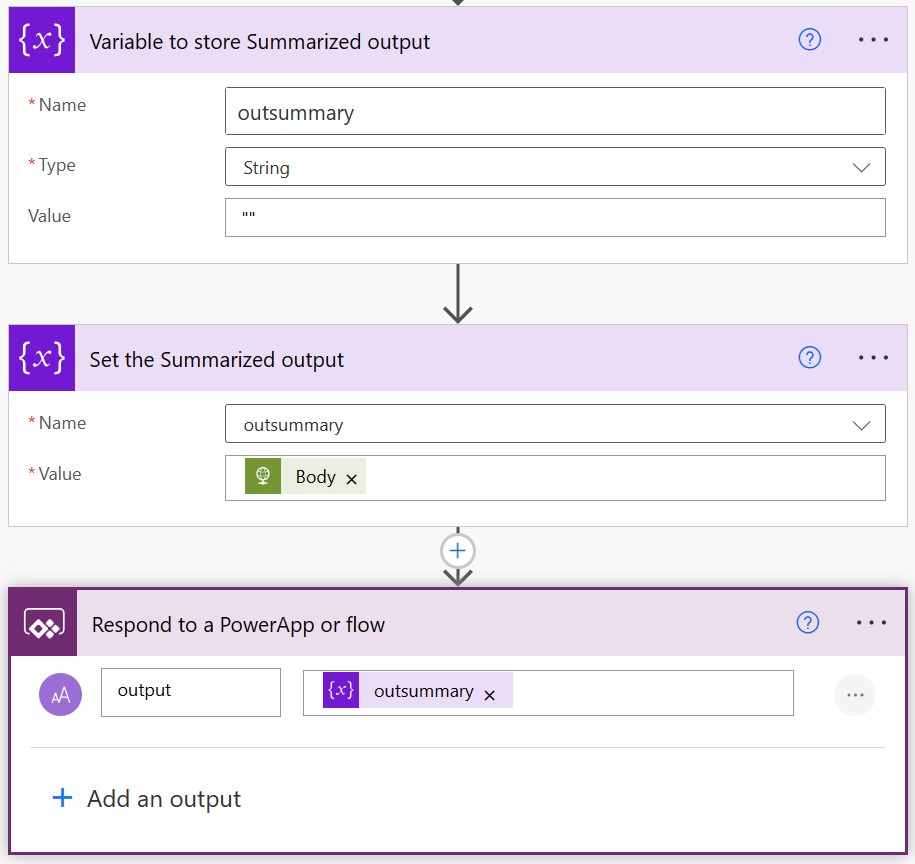 {x} Variable to store Summarized output ? ...
* Name outsummary
* Type String
Value ""
{x} Set the Summarized output ? ...
* Name outsummary
* Value Body ×
+
Respond to a PowerApp or flow ? ...
AA output {x} outsummary × ...
+ Add an output